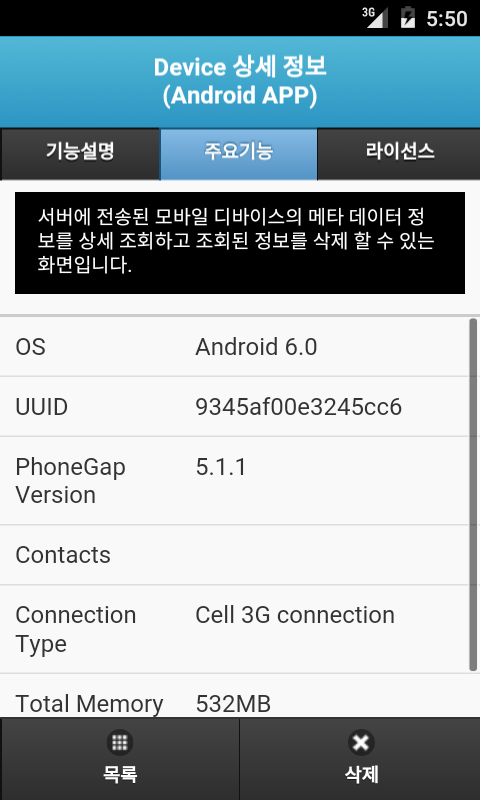 3G 5:50
Device 상세 정보
(Android APP)
기능설명 주요기능 라이선스
서버에 전송된 모바일 디바이스의 메타 데이터 정
보를 상세 조회하고 조회된 정보를 삭제 할 수 있는
화면입니다.
OS Android 6.0
UUID 9345af00e3245cc6
PhoneGap 5.1.1
Version
Contacts
Connection Cell 3G connection
Type
Total Memory 532MB
목록 삭제